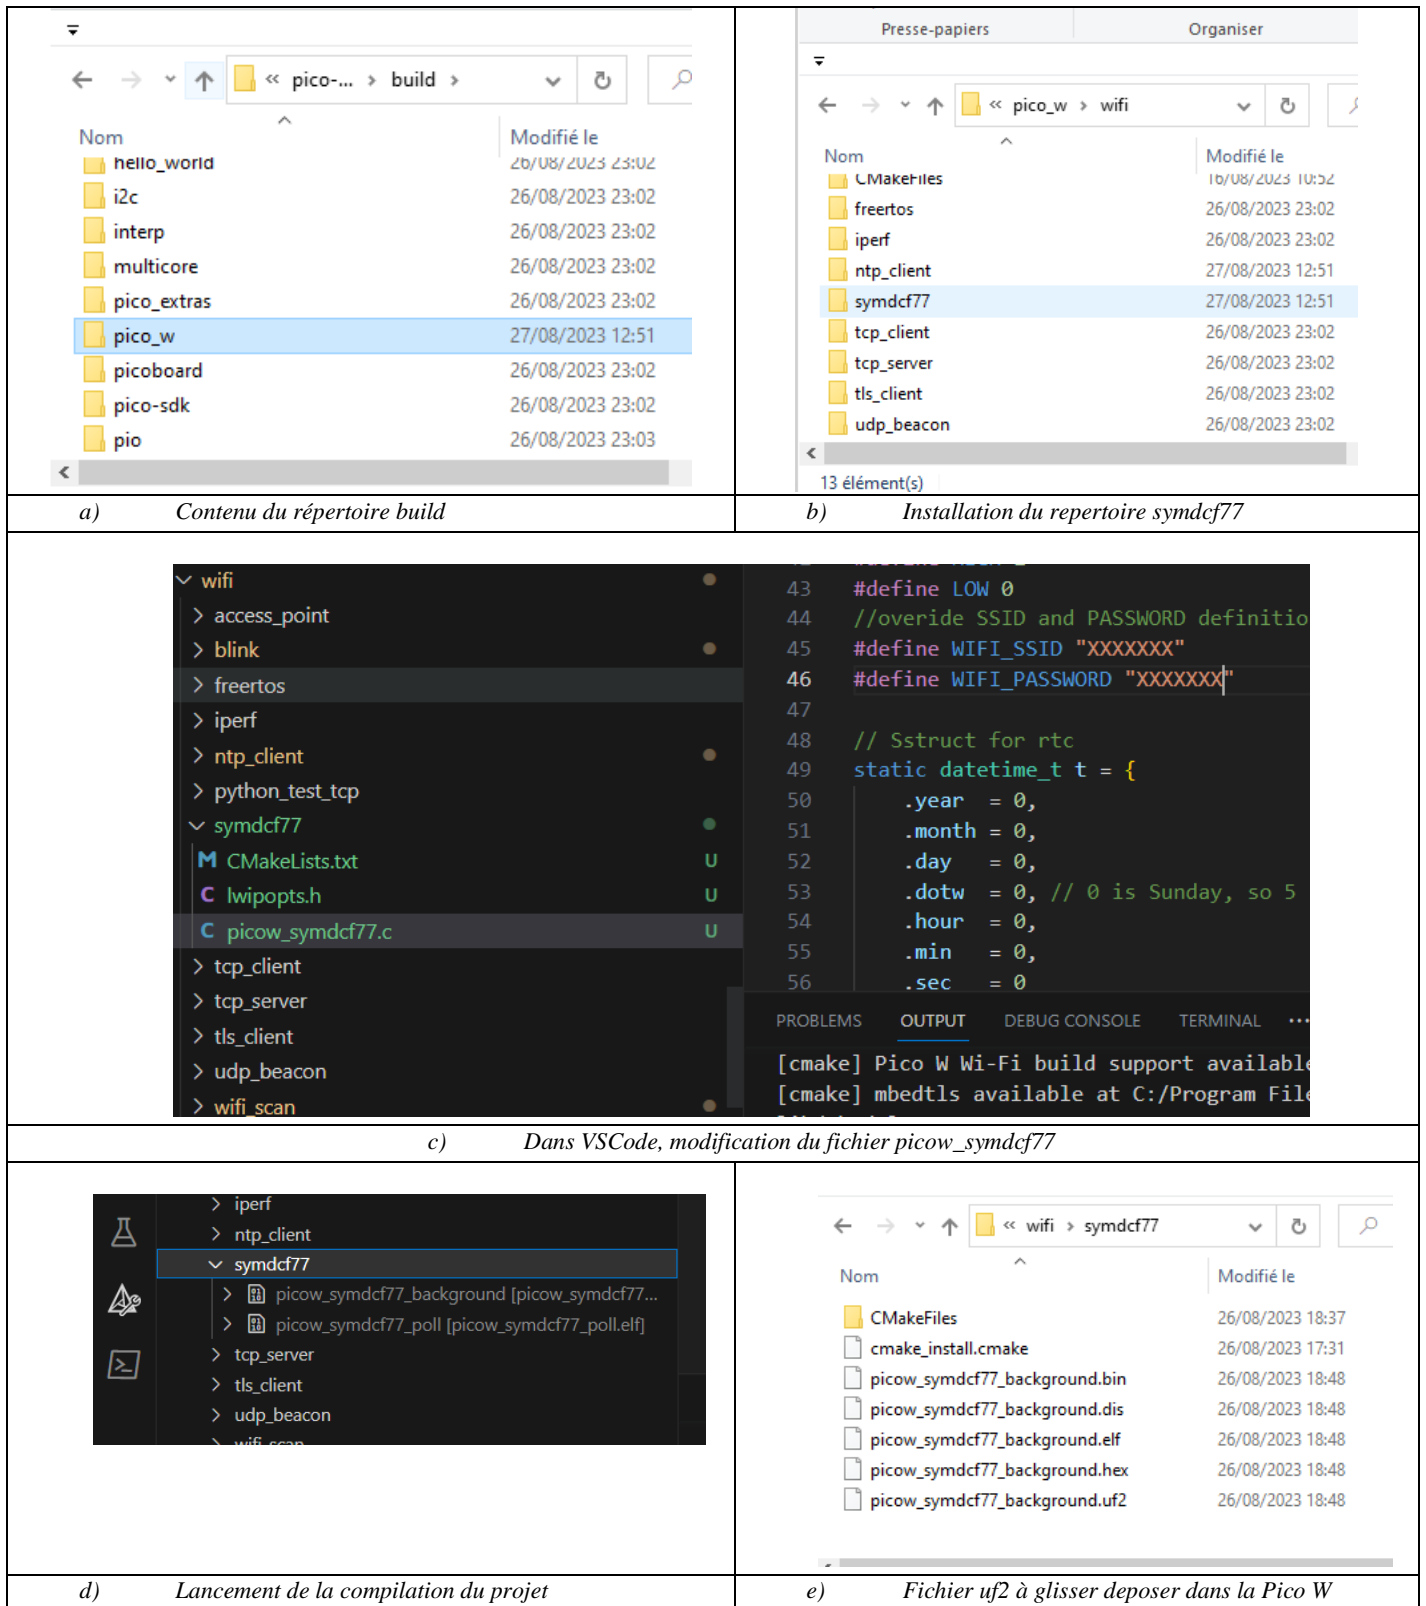 « pico-... › build ›
Nom Modifié le
hello_world 26/08/2023 23:02
i2c 26/08/2023 23:02
interp 26/08/2023 23:02
multicore 26/08/2023 23:02
pico_extras 26/08/2023 23:02
pico_w 27/08/2023 12:51
picoboard 26/08/2023 23:02
pico-sdk 26/08/2023 23:02
pio 26/08/2023 23:03
a) Contenu du répertoire build
Presse-papiers Organiser
« pico_w › wifi
Nom Modifié le
CMakeFiles 16/08/2023 10:52
freertos 26/08/2023 23:02
iperf 26/08/2023 23:02
ntp_client 27/08/2023 12:51
symdcf77 27/08/2023 12:51
tcp_client 26/08/2023 23:02
tcp_server 26/08/2023 23:02
tls_client 26/08/2023 23:02
udp_beacon 26/08/2023 23:02
13 élément(s)
b) Installation du repertoire symdcf77
wifi
> access_point
> blink
> freertos
> iperf
> ntp_client
> python_test_tcp
symdcf77
M CMakeLists.txt U
C lwipopts.h U
C picow_symdcf77.c U
> tcp_client
> tcp_server
> tls_client
> udp_beacon
> wifi_scan
43 #define LOW 0
44 //overide SSID and PASSWORD definitio
45 #define WIFI_SSID "XXXXXXX"
46 #define WIFI_PASSWORD "XXXXXXX"
47
48 // Sstruct for rtc
49 static datetime_t t = {
50 .year = 0,
51 .month = 0,
52 .day = 0,
53 .dotw = 0, // 0 is Sunday, so 5
54 .hour = 0,
55 .min = 0,
56 .sec = 0
PROBLEMS OUTPUT DEBUG CONSOLE TERMINAL ...
[cmake] Pico W Wi-Fi build support available
[cmake] mbedtls available at C:/Program File
c) Dans VSCode, modification du fichier picow_symdcf77
> iperf
> ntp_client
symdcf77
> picow_symdcf77_background [picow_symdcf77...
> picow_symdcf77_poll [picow_symdcf77_poll.elf]
> tcp_server
> tls_client
> udp_beacon
> wifi_scan
d) Lancement de la compilation du projet
« wifi › symdcf77
Nom Modifié le
CMakeFiles 26/08/2023 18:37
cmake_install.cmake 26/08/2023 17:31
picow_symdcf77_background.bin 26/08/2023 18:48
picow_symdcf77_background.dis 26/08/2023 18:48
picow_symdcf77_background.elf 26/08/2023 18:48
picow_symdcf77_background.hex 26/08/2023 18:48
picow_symdcf77_background.uf2 26/08/2023 18:48
e) Fichier uf2 à glisser deposer dans la Pico W